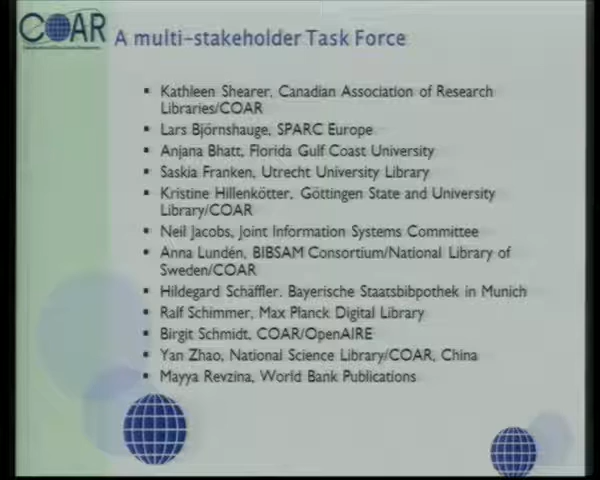 COAR
A multi-stakeholder Task Force
Kathleen Shearer, Canadian Association of Research
Libraries/COAR
Lars Björnshauge, SPARC Europe
Anjana Bhatt, Florida Gulf Coast University
Saskia Franken, Utrecht University Library
Kristine Hillenkötter, Göttingen State and University
Library/COAR
Neil Jacobs, Joint Information Systems Committee
Anna Lundén, BIBSAM Consortium/National Library of
Sweden/COAR
Hildegard Schäffler. Bayerische Staatsbibpothek in Munich
Ralf Schimmer, Max Planck Digital Library
Birgit Schmidt, COAR/OpenAIRE
Yan Zhao, National Science Library/COAR, China
Mayya Revzina, World Bank Publications